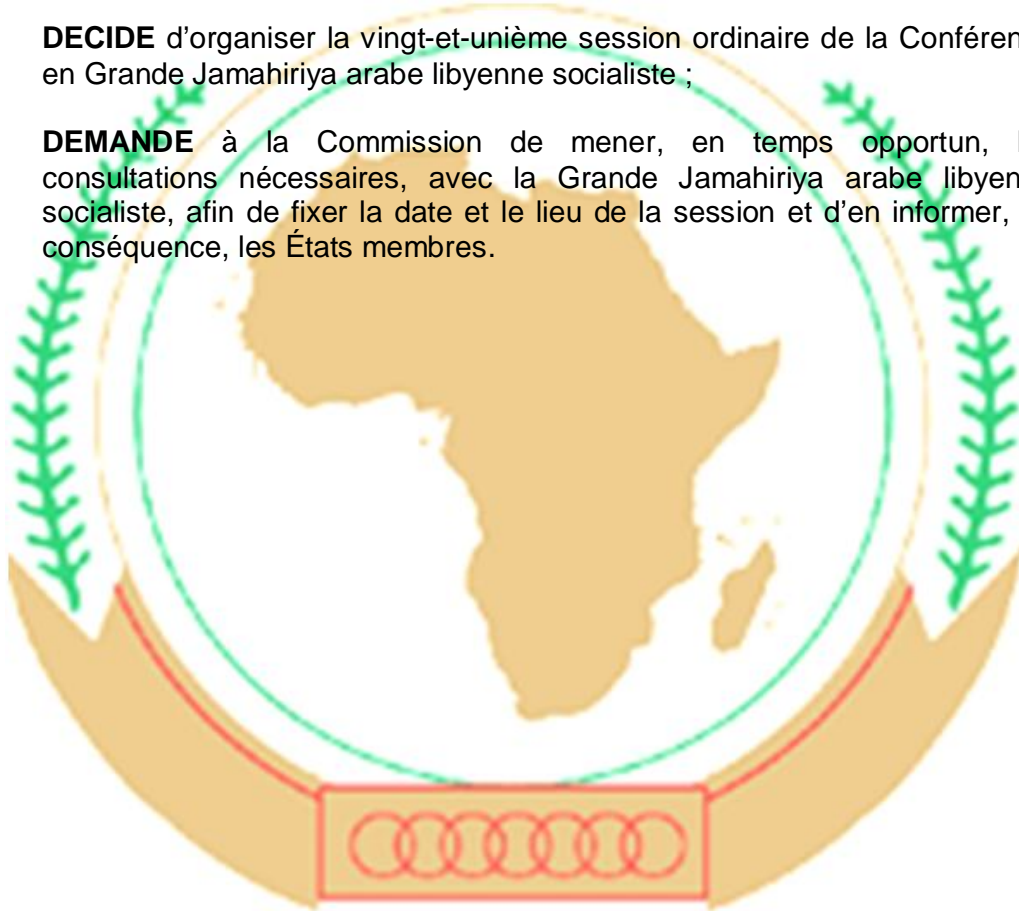 DECIDE d’organiser la vingt-et-unième session ordinaire de la Conféren
en Grande Jamahiriya arabe libyenne socialiste ;
DEMANDE à la Commission de mener, en temps opportun,
consultations nécessaires, avec la Grande Jamahiriya arabe libyen
socialiste, afin de fixer la date et le lieu de la session et d’en informer,
conséquence, les États membres.